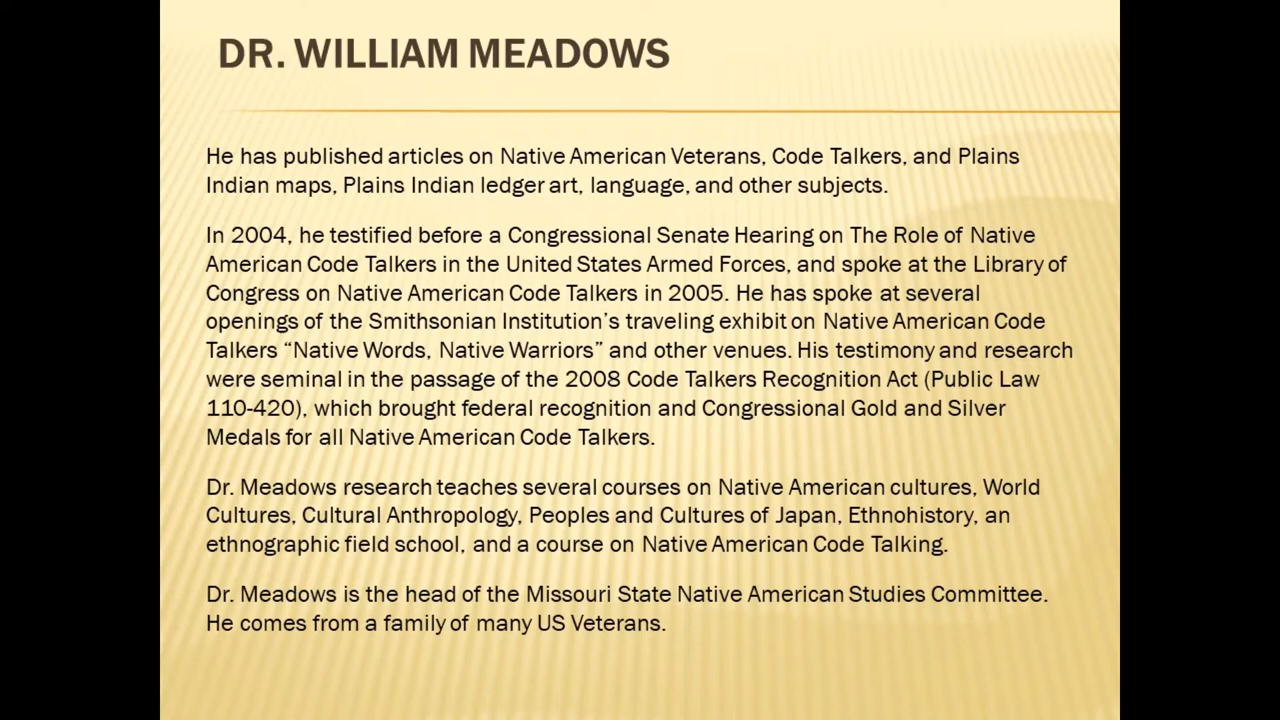 DR. WILLIAM MEADOWS
He has published articles on Native American Veterans, Code Talkers, and Plains
Indian maps, Plains Indian ledger art, language, and other subjects.
In 2004, he testified before a Congressional Senate Hearing on The Role of Native
American Code Talkers in the United States Armed Forces, and spoke at the Library of
Congress on Native American Code Talkers in 2005. He has spoke at several
openings of the Smithsonian Institution’s traveling exhibit on Native American Code
Talkers “Native Words, Native Warriors” and other venues. His testimony and research
were seminal in the passage of the 2008 Code Talkers Recognition Act (Public Law
110-420), which brought federal recognition and Congressional Gold and Silver
Medals for all Native American Code Talkers.
Dr. Meadows research teaches several courses on Native American cultures, World
Cultures, Cultural Anthropology, Peoples and Cultures of Japan, Ethnohistory, an
ethnographic field school, and a course on Native American Code Talking.
Dr. Meadows is the head of the Missouri State Native American Studies Committee.
He comes from a family of many US Veterans.